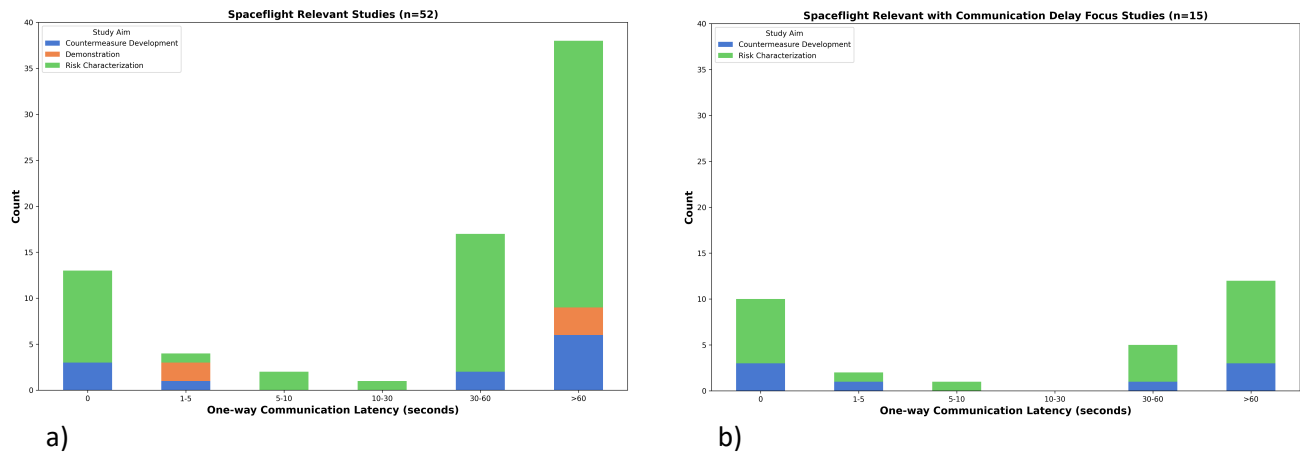 Spaceflight Relevant Studies (n=52)
Study Aim
Countermeasure Development
Demonstration
Risk Characterization
40
35
30
25
20
15
10
5
0
Count
0
1-5
5-10
10-30
30-60
>60
One-way Communication Latency (seconds)
a)
Spaceflight Relevant with Communication Delay Focus Studies (n=15)
Study Aim
Countermeasure Development
Risk Characterization
40
35
30
25
20
15
10
5
0
Count
0
1-5
5-10
10-30
30-60
>60
One-way Communication Latency (seconds)
b)